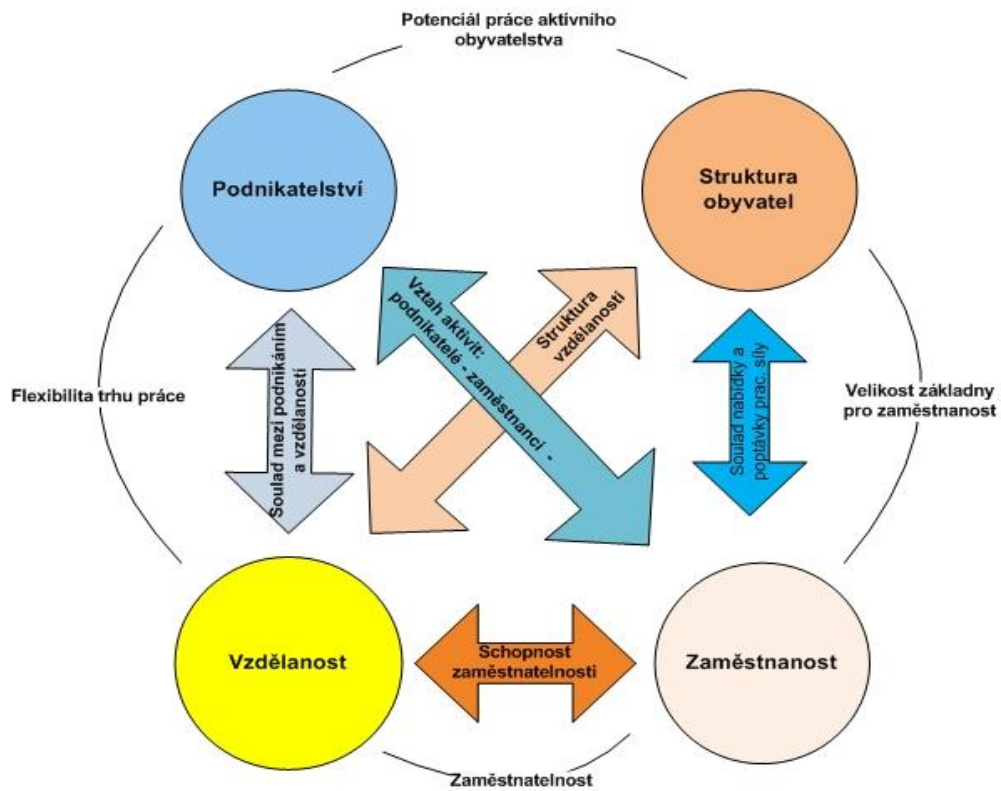 Potenciál práce aktivního
obyvatelstva
Podnikatelství
Struktura
obyvatel
Vztah aktivit:
podnikatelé - zaměstnanci -
Struktura
vzdělanosti
Soulad mezi podnikáním
a vzdělaností
Soulad nabídky a
poptávky prac. síly
Flexibilita trhu práce
Velikost základny
pro zaměstnanost
Vzdělanost
Schopnost
zaměstnatelnosti
Zaměstnanost
Zaměstnatelnost